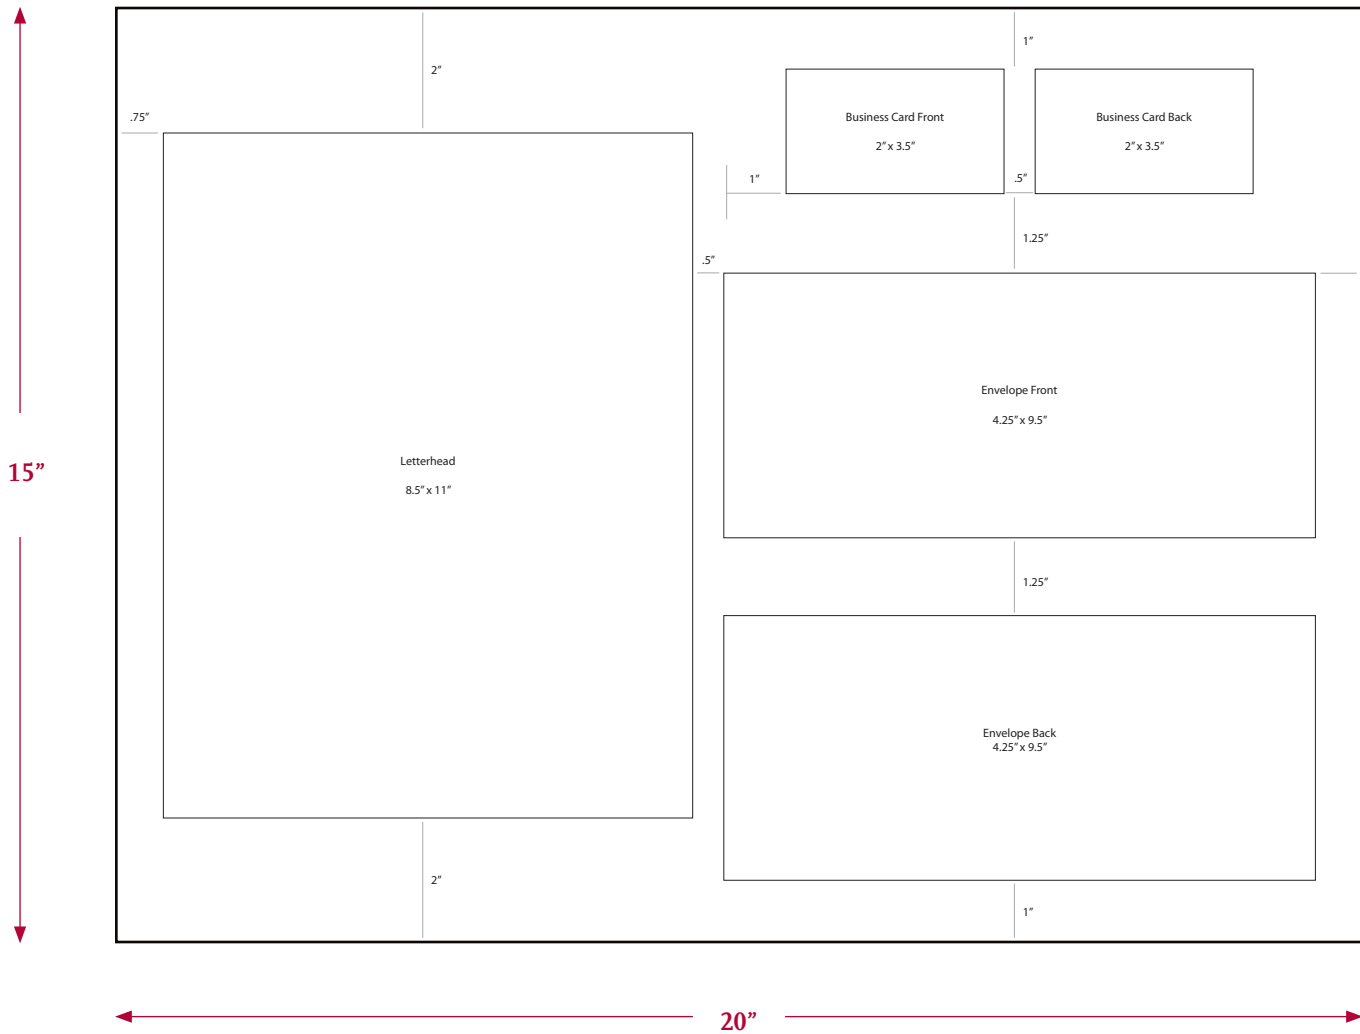 2”
.75”
Letterhead
8.5” x 11”
2”
1”
Business Card Front
2” x 3.5”
Business Card Back
2” x 3.5”
1”
.5”
1.25”
.5”
Envelope Front
4.25” x 9.5”
1.25”
Envelope Back
4.25” x 9.5”
1”
15”
20”